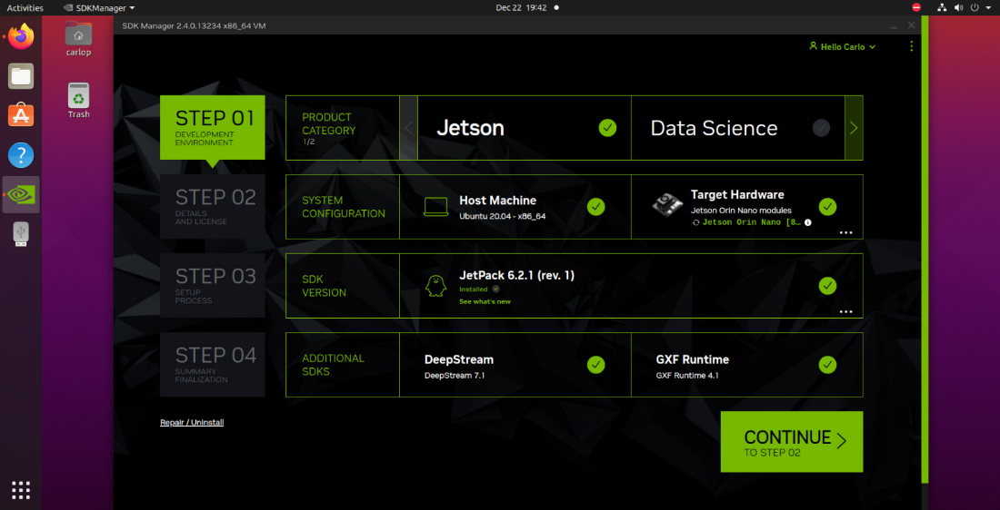 Activities
SDKManager
Dec 22 19:42
SDK Manager 2.4.0.13234 x86_64 VM
carlop
Trash
Hello Carlo
STEP 01
DEVELOPMENT
ENVIRONMENT
PRODUCT
CATEGORY
1/2
Jetson
Data Science
STEP 02
DETAILS
AND LICENSE
SYSTEM
CONFIGURATION
Host Machine
Ubuntu 20.04 - x86_64
Target Hardware
Jetson Orin Nano modules
Jetson Orin Nano [8...
STEP 03
SETUP
PROCESS
SDK
VERSION
JetPack 6.2.1 (rev. 1)
Installed
See what's new
STEP 04
SUMMARY
FINALIZATION
ADDITIONAL
SDKS
DeepStream
DeepStream 7.1
GXF Runtime
GXF Runtime 4.1
Repair / Uninstall
CONTINUE
TO STEP 02